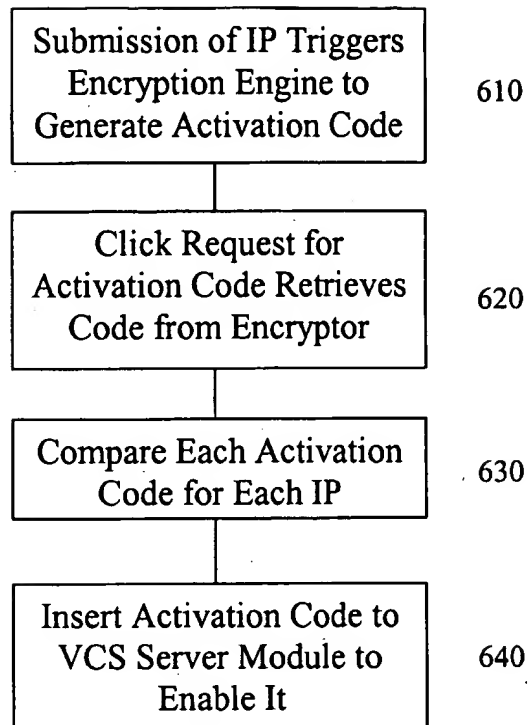 Submission of IP Triggers
Encryption Engine to
Generate Activation Code
610
Click Request for
Activation Code Retrieves
Code from Encryptor
620
Compare Each Activation
Code for Each IP
630
Insert Activation Code to
VCS Server Module to
Enable It
640